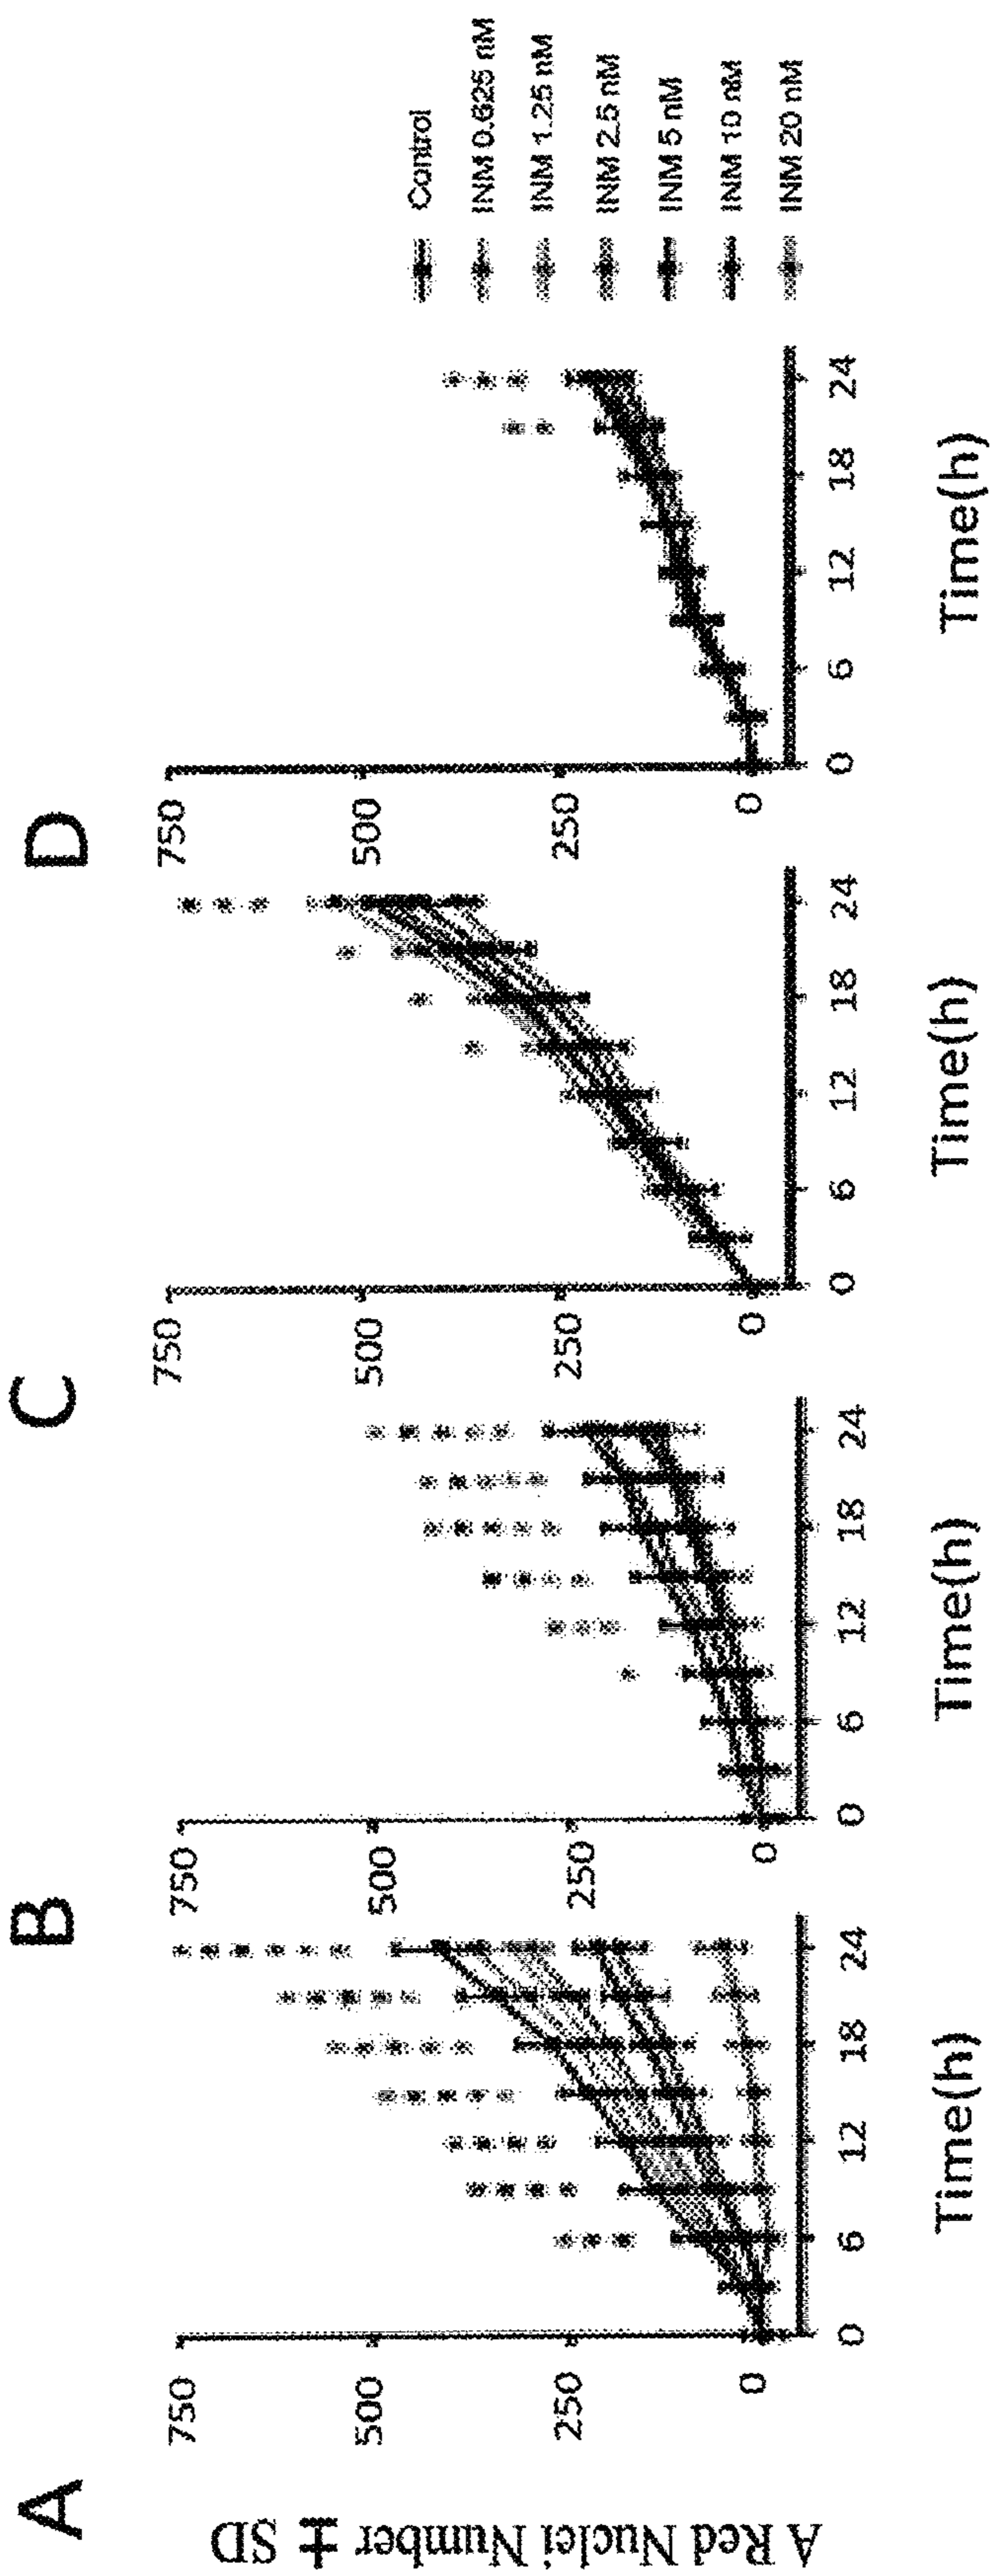 A
B
C
D
A Red Nuclei Number ± SD
750
500
250
0
0
6
12
18
24
Time(h)
750
500
250
0
0
6
12
18
24
Time(h)
750
500
250
0
0
6
12
18
24
Time(h)
750
500
250
0
0
6
12
18
24
Time(h)
Control
INM 0.625 nM
INM 1.25 nM
INM 2.5 nM
INM 5 nM
INM 10 nM
INM 20 nM